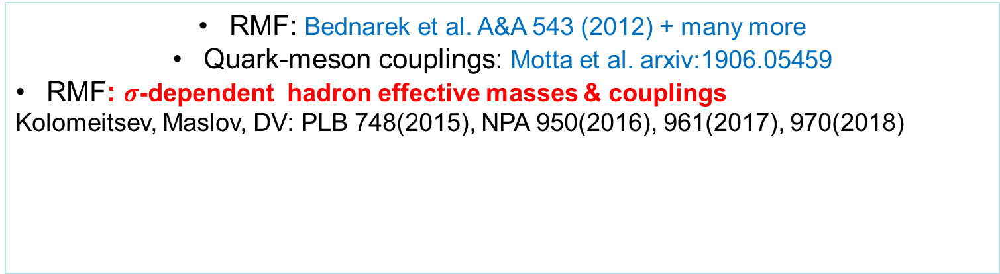 • RMF: Bednarek et al. A&A 543 (2012) + many more
• Quark-meson couplings: Motta et al. arxiv:1906.05459
• RMF: σ-dependent hadron effective masses & couplings
Kolomeitsev, Maslov, DV: PLB 748(2015), NPA 950(2016), 961(2017), 970(2018)